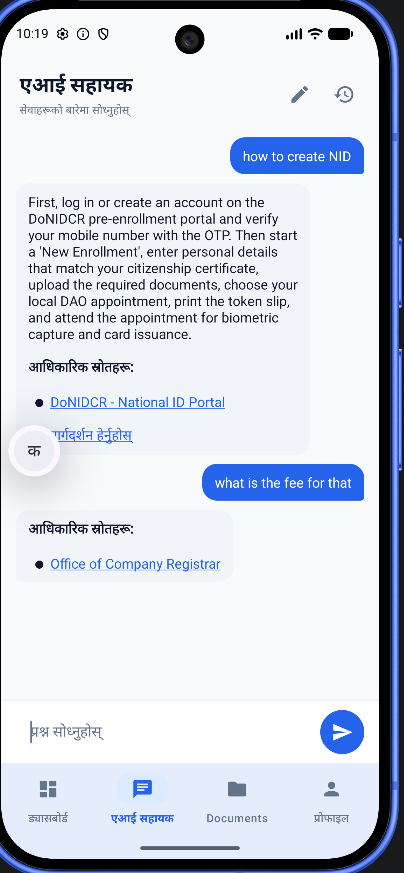 10:19
एआई सहायक
सेवाहरूको बारेमा सोध्नुहोस्
how to create NID
First, log in or create an account on the
DoNIDCR pre-enrollment portal and verify
your mobile number with the OTP. Then start
a 'New Enrollment', enter personal details
that match your citizenship certificate,
upload the required documents, choose your
local DAO appointment, print the token slip,
and attend the appointment for biometric
capture and card issuance.
आधिकारिक स्रोतहरू:
DoNIDCR - National ID Portal
क
हेर्नुहोस्
what is the fee for that
आधिकारिक स्रोतहरू:
Office of Company Registrar
प्रश्न सोध्नुहोस्
ड्यासबोर्ड
एआई सहायक
Documents
प्रोफाइल